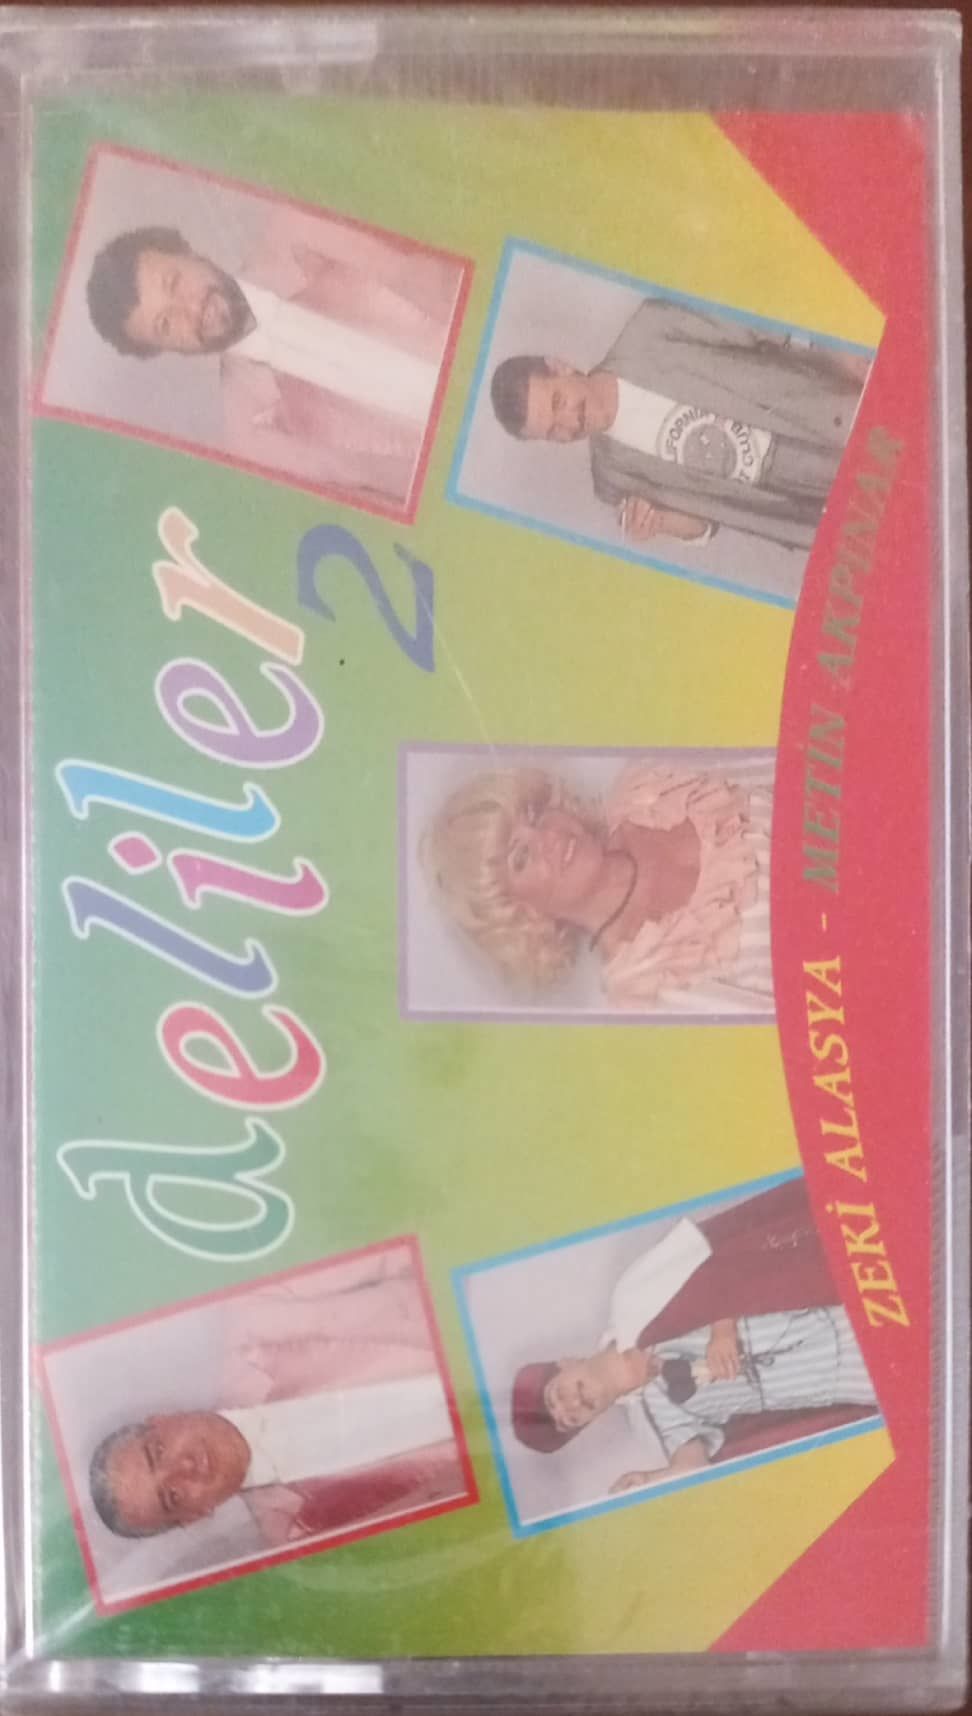 deliler
2
ZEKİ ALASYA - METİN AKPINAR